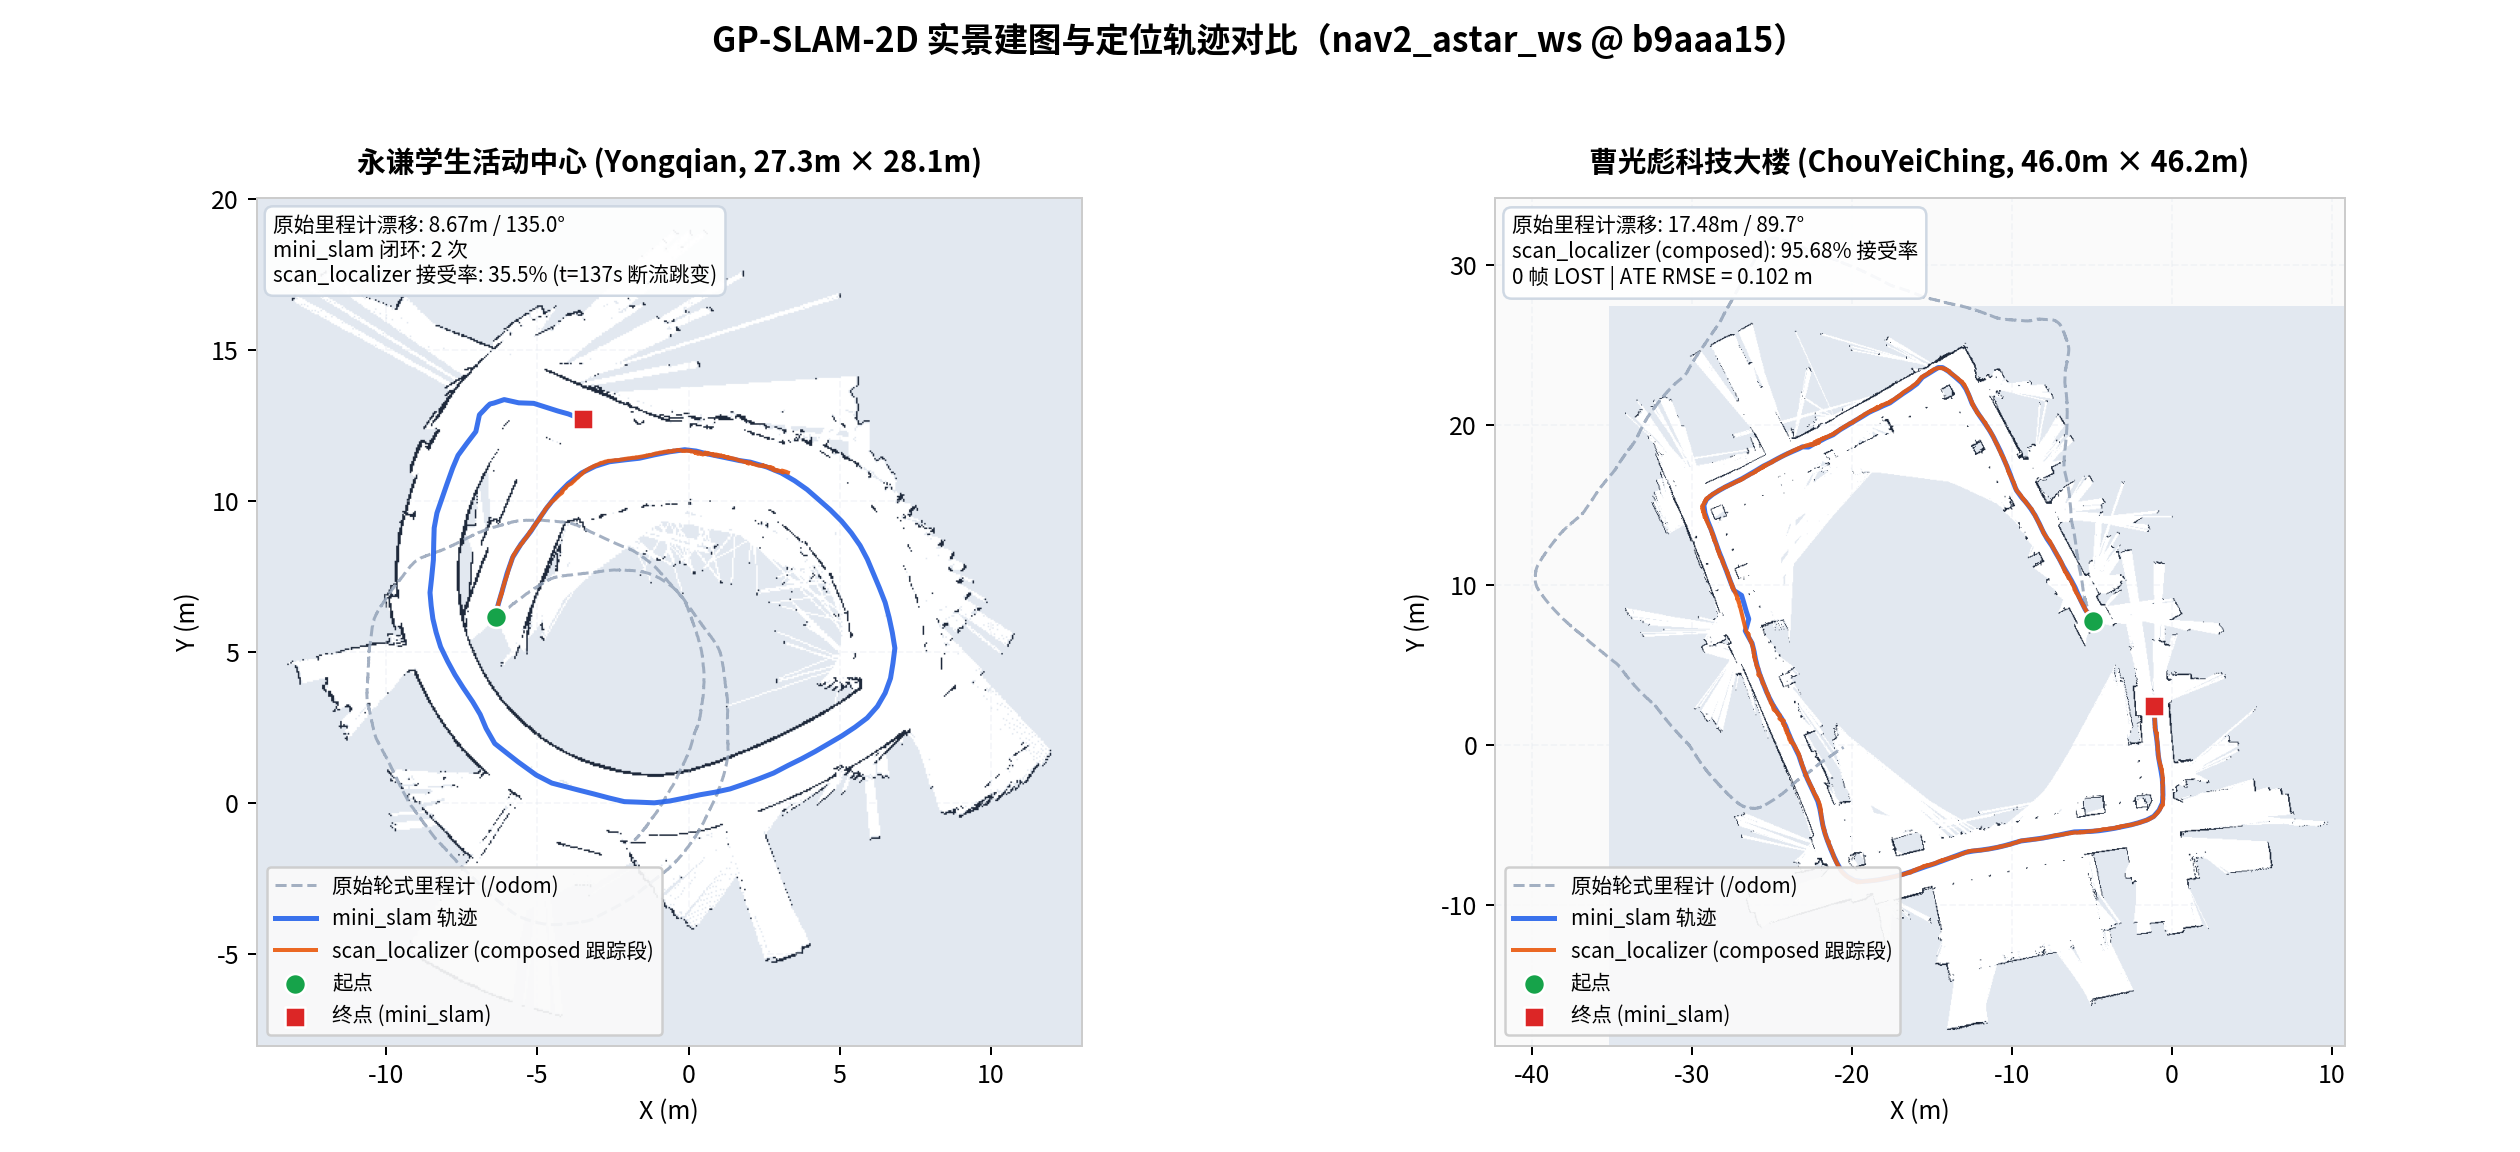 GP-SLAM-2D 实景建图与定位轨迹对比（nav2_astar_ws @ b9aaa15）
永谦学生活动中心 (Yongqian, 27.3m × 28.1m)
原始里程计漂移: 8.67m / 135.0°
mini_slam 闭环: 2 次
scan_localizer 接受率: 35.5% (t=137s 断流跳变)
20
15
10
5
0
-5
Y (m)
原始轮式里程计 (/odom)
mini_slam 轨迹
scan_localizer (composed 跟踪段)
起点
终点 (mini_slam)
-10
-5
0
5
10
X (m)
曹光彪科技大楼 (ChouYeiChing, 46.0m × 46.2m)
原始里程计漂移: 17.48m / 89.7°
scan_localizer (composed): 95.68% 接受率
0 帧 LOST | ATE RMSE = 0.102 m
30
20
10
0
-10
Y (m)
原始轮式里程计 (/odom)
mini_slam 轨迹
scan_localizer (composed 跟踪段)
起点
终点 (mini_slam)
-40
-30
-20
-10
0
10
X (m)